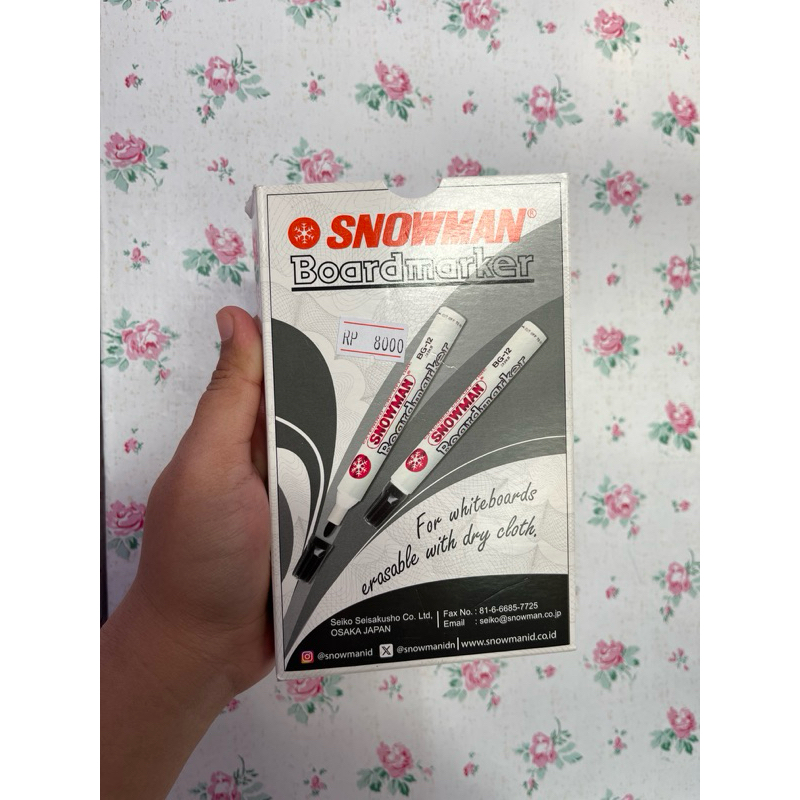 SNOWMAN®
Boardmarker
RP 8000
BG-12
SNOWMAN
Boardmarker
BG-12
SNOWMAN
Boardmarker
For whiteboards
erasable with dry cloth.
Seiko Seisakusho Co. Ltd,
OSAKA JAPAN
Fax No. : 81-6-6685-7725
Email : seiko@snowman.co.jp
@snowmanid @snowmanidn www.snowmanid.co.id